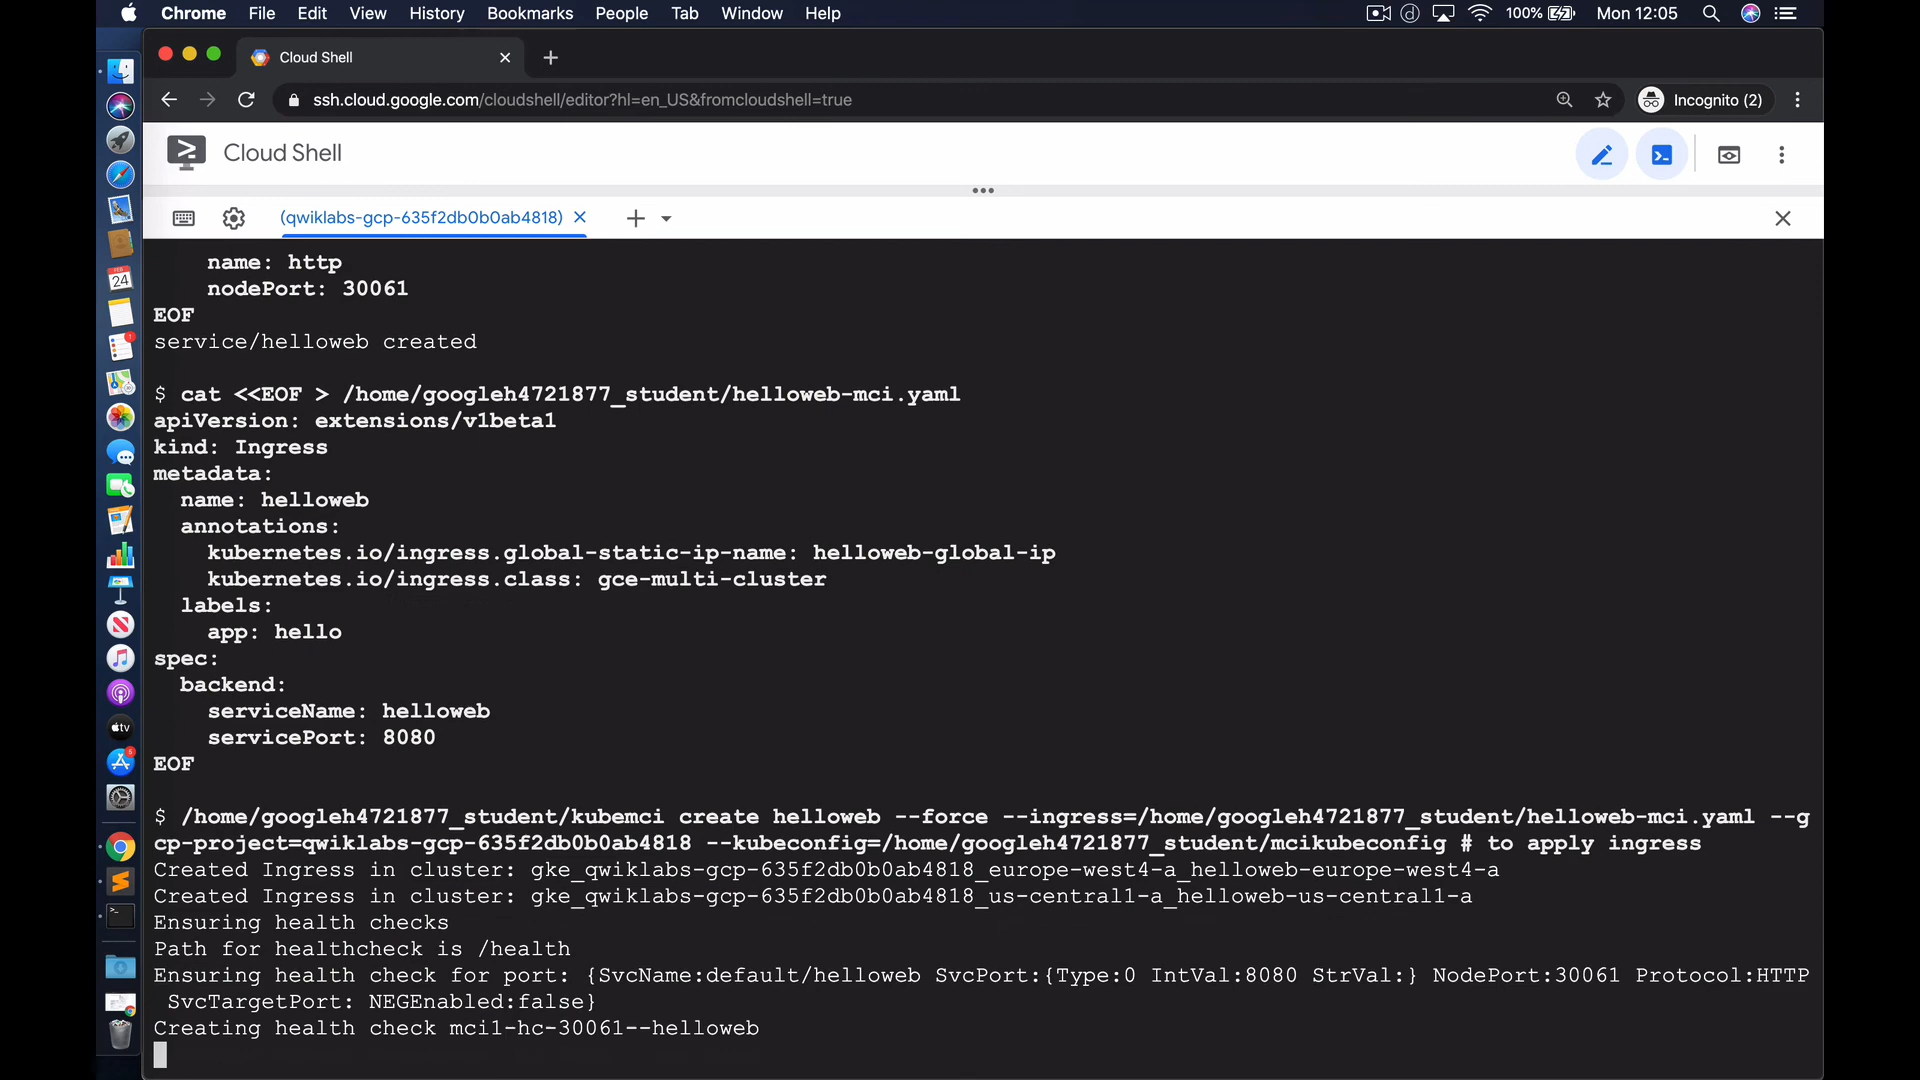 Chrome File Edit View History Bookmarks People Tab Window Help 100% Mon 12:05
Cloud Shell
ssh.cloud.google.com/cloudshell/editor?hl=en_US&fromcloudshell=true Incognito (2)
Cloud Shell
(qwiklabs-gcp-635f2db0b0ab4818)
name: http
nodePort: 30061
EOF
service/helloweb created
$ cat <<EOF > /home/googleh4721877_student/helloweb-mci.yaml
apiVersion: extensions/v1beta1
kind: Ingress
metadata:
name: helloweb
annotations:
kubernetes.io/ingress.global-static-ip-name: helloweb-global-ip
kubernetes.io/ingress.class: gce-multi-cluster
labels:
app: hello
spec:
backend:
serviceName: helloweb
servicePort: 8080
EOF
$ /home/googleh4721877_student/kubemci create helloweb --force --ingress=/home/googleh4721877_student/helloweb-mci.yaml --g
cp-project=qwiklabs-gcp-635f2db0b0ab4818 --kubeconfig=/home/googleh4721877_student/mcikubeconfig # to apply ingress
Created Ingress in cluster: gke_qwiklabs-gcp-635f2db0b0ab4818_europe-west4-a_helloweb-europe-west4-a
Created Ingress in cluster: gke_qwiklabs-gcp-635f2db0b0ab4818_us-central1-a_helloweb-us-central1-a
Ensuring health checks
Path for healthcheck is /health
Ensuring health check for port: {SvcName:default/helloweb SvcPort:{Type:0 IntVal:8080 StrVal:} NodePort:30061 Protocol:HTTP
SvcTargetPort: NEGEnabled:false}
Creating health check mci1-hc-30061--helloweb
FEB
24
1
tv
5